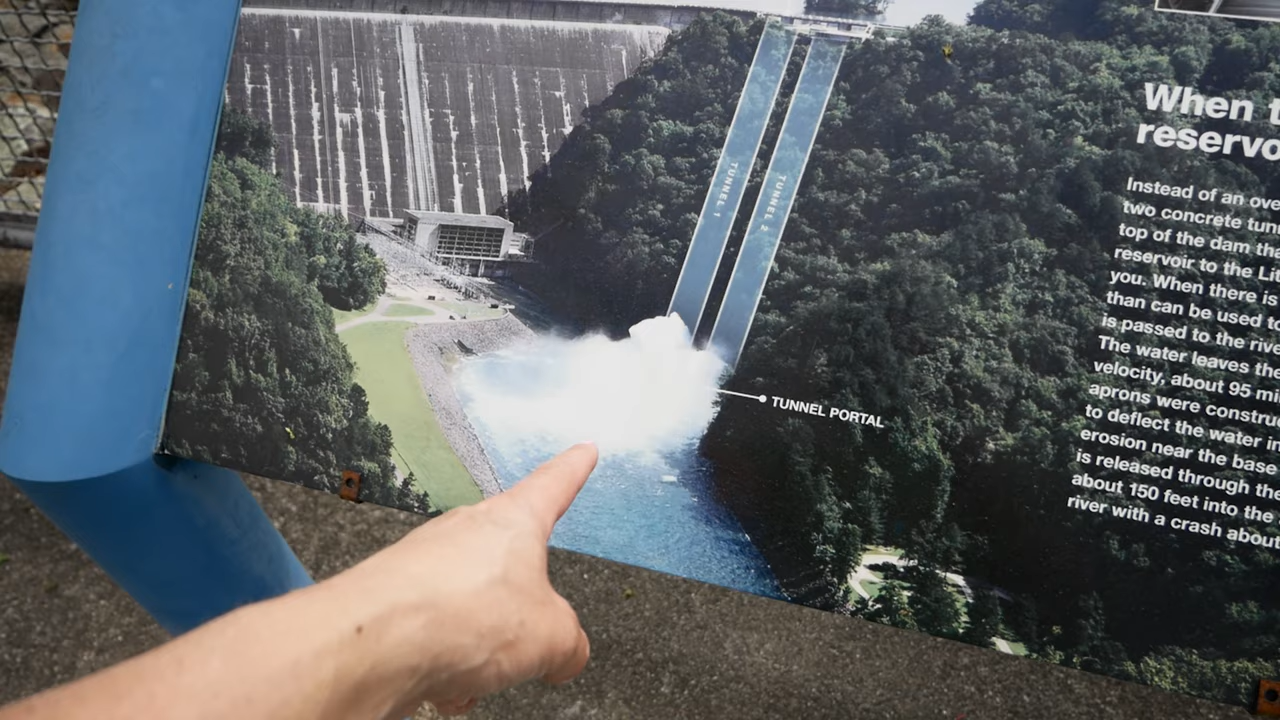 When
reservo
Instead of an ove
two concrete tun
top of the dam tha
reservoir to the Lit
you. When there is
than can be used to
is passed to the rive
The water leaves the
velocity, about 95 mi
aprons were constru
to deflect the water in
erosion near the base
is released through the
about 150 feet into the
river with a crash about
TUNNEL 1
TUNNEL 2
TUNNEL PORTAL